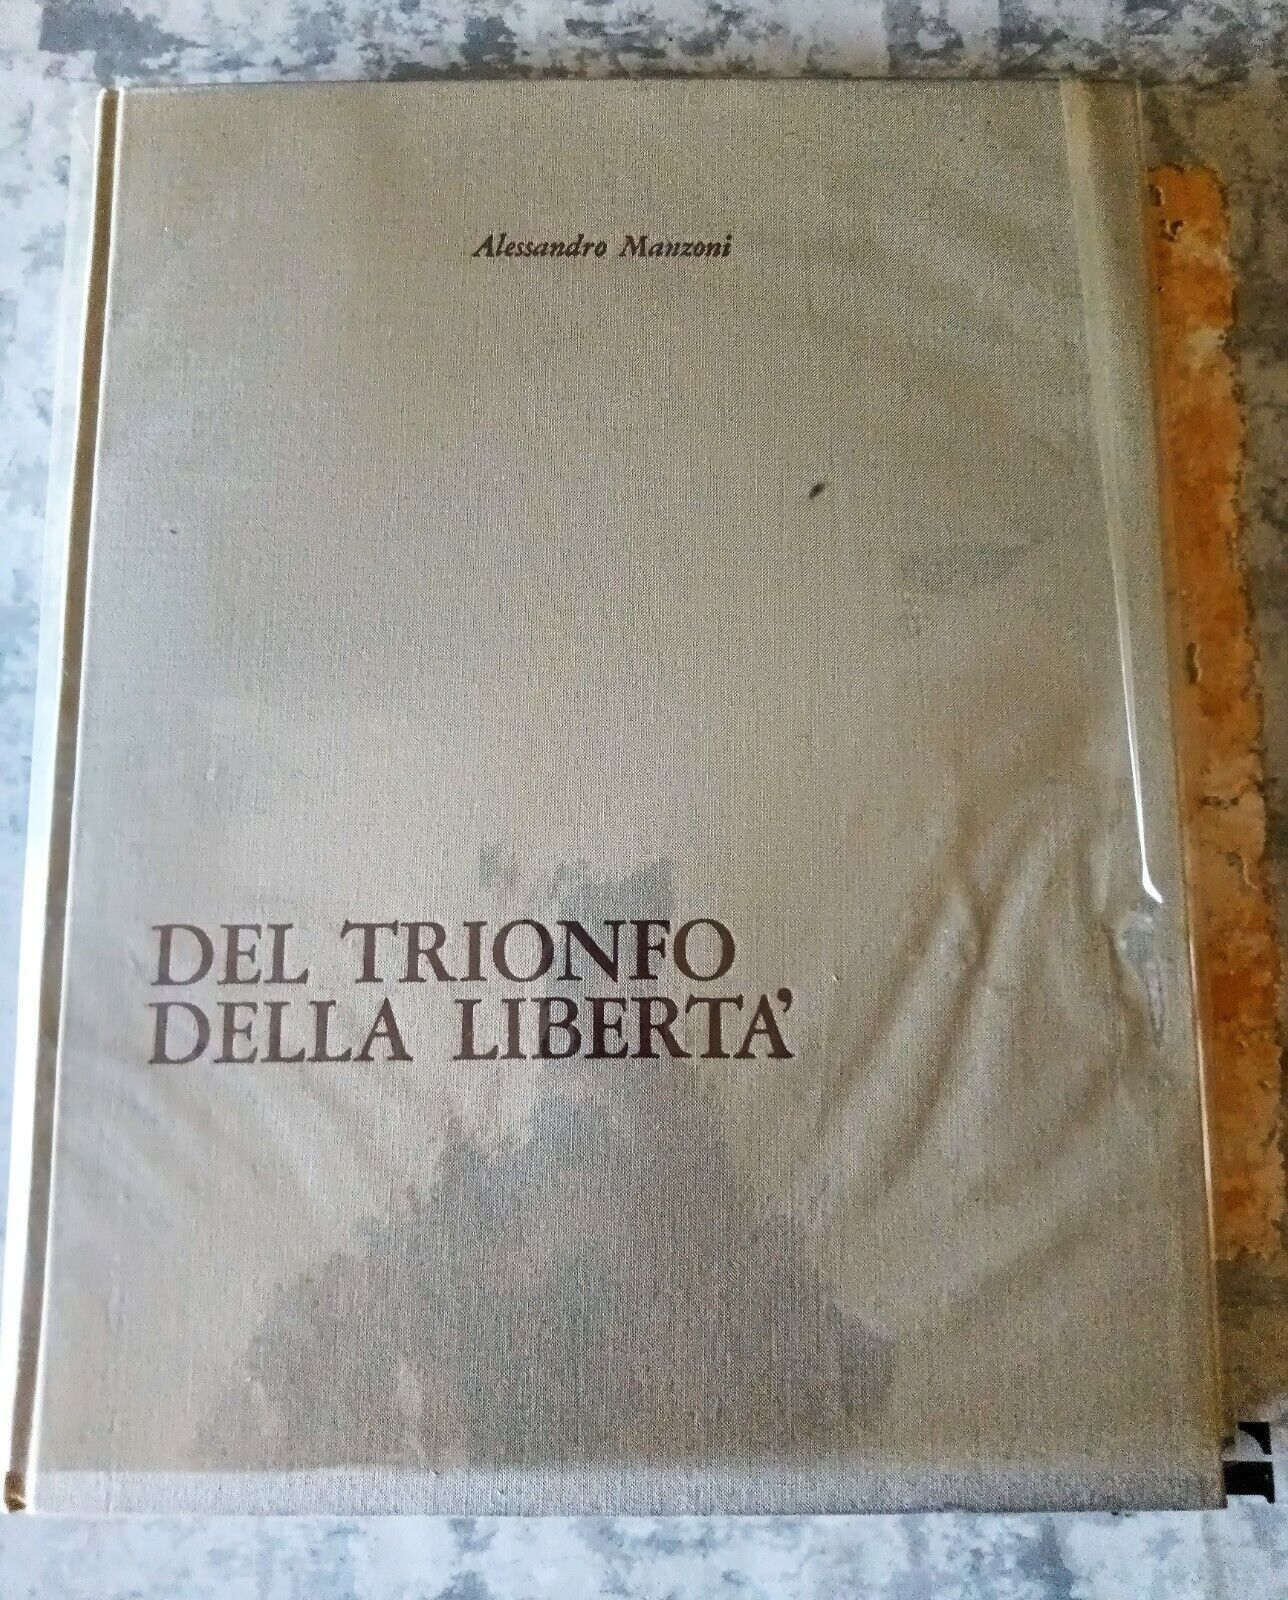 Alessandro Manzoni
DEL TRIONFO
DELLA LIBERTA'